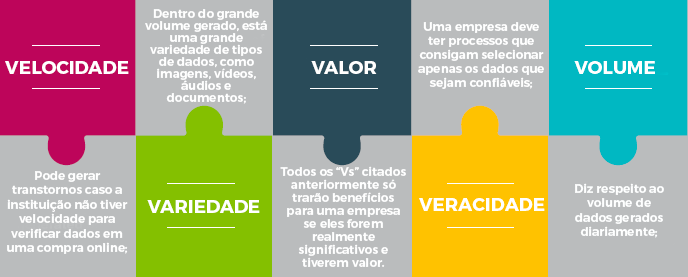 VELOCIDADE
Pode gerar
transtornos caso a
instituição não tiver
velocidade para
verificar dados em
uma compra online;
Dentro do grande
volume gerado, está
uma grande
variedade de tipos
de dados, como
imagens, vídeos,
áudios e
documentos;
VARIEDADE
VALOR
Todos os “Vs” citados
anteriormente só
trarão benefícios
para uma empresa
se eles forem
realmente
significativos e
tiverem valor.
Uma empresa deve
ter processos que
consigam selecionar
apenas os dados que
sejam confiáveis;
VERACIDADE
VOLUME
Diz respeito ao
volume de
dados gerados
diariamente;